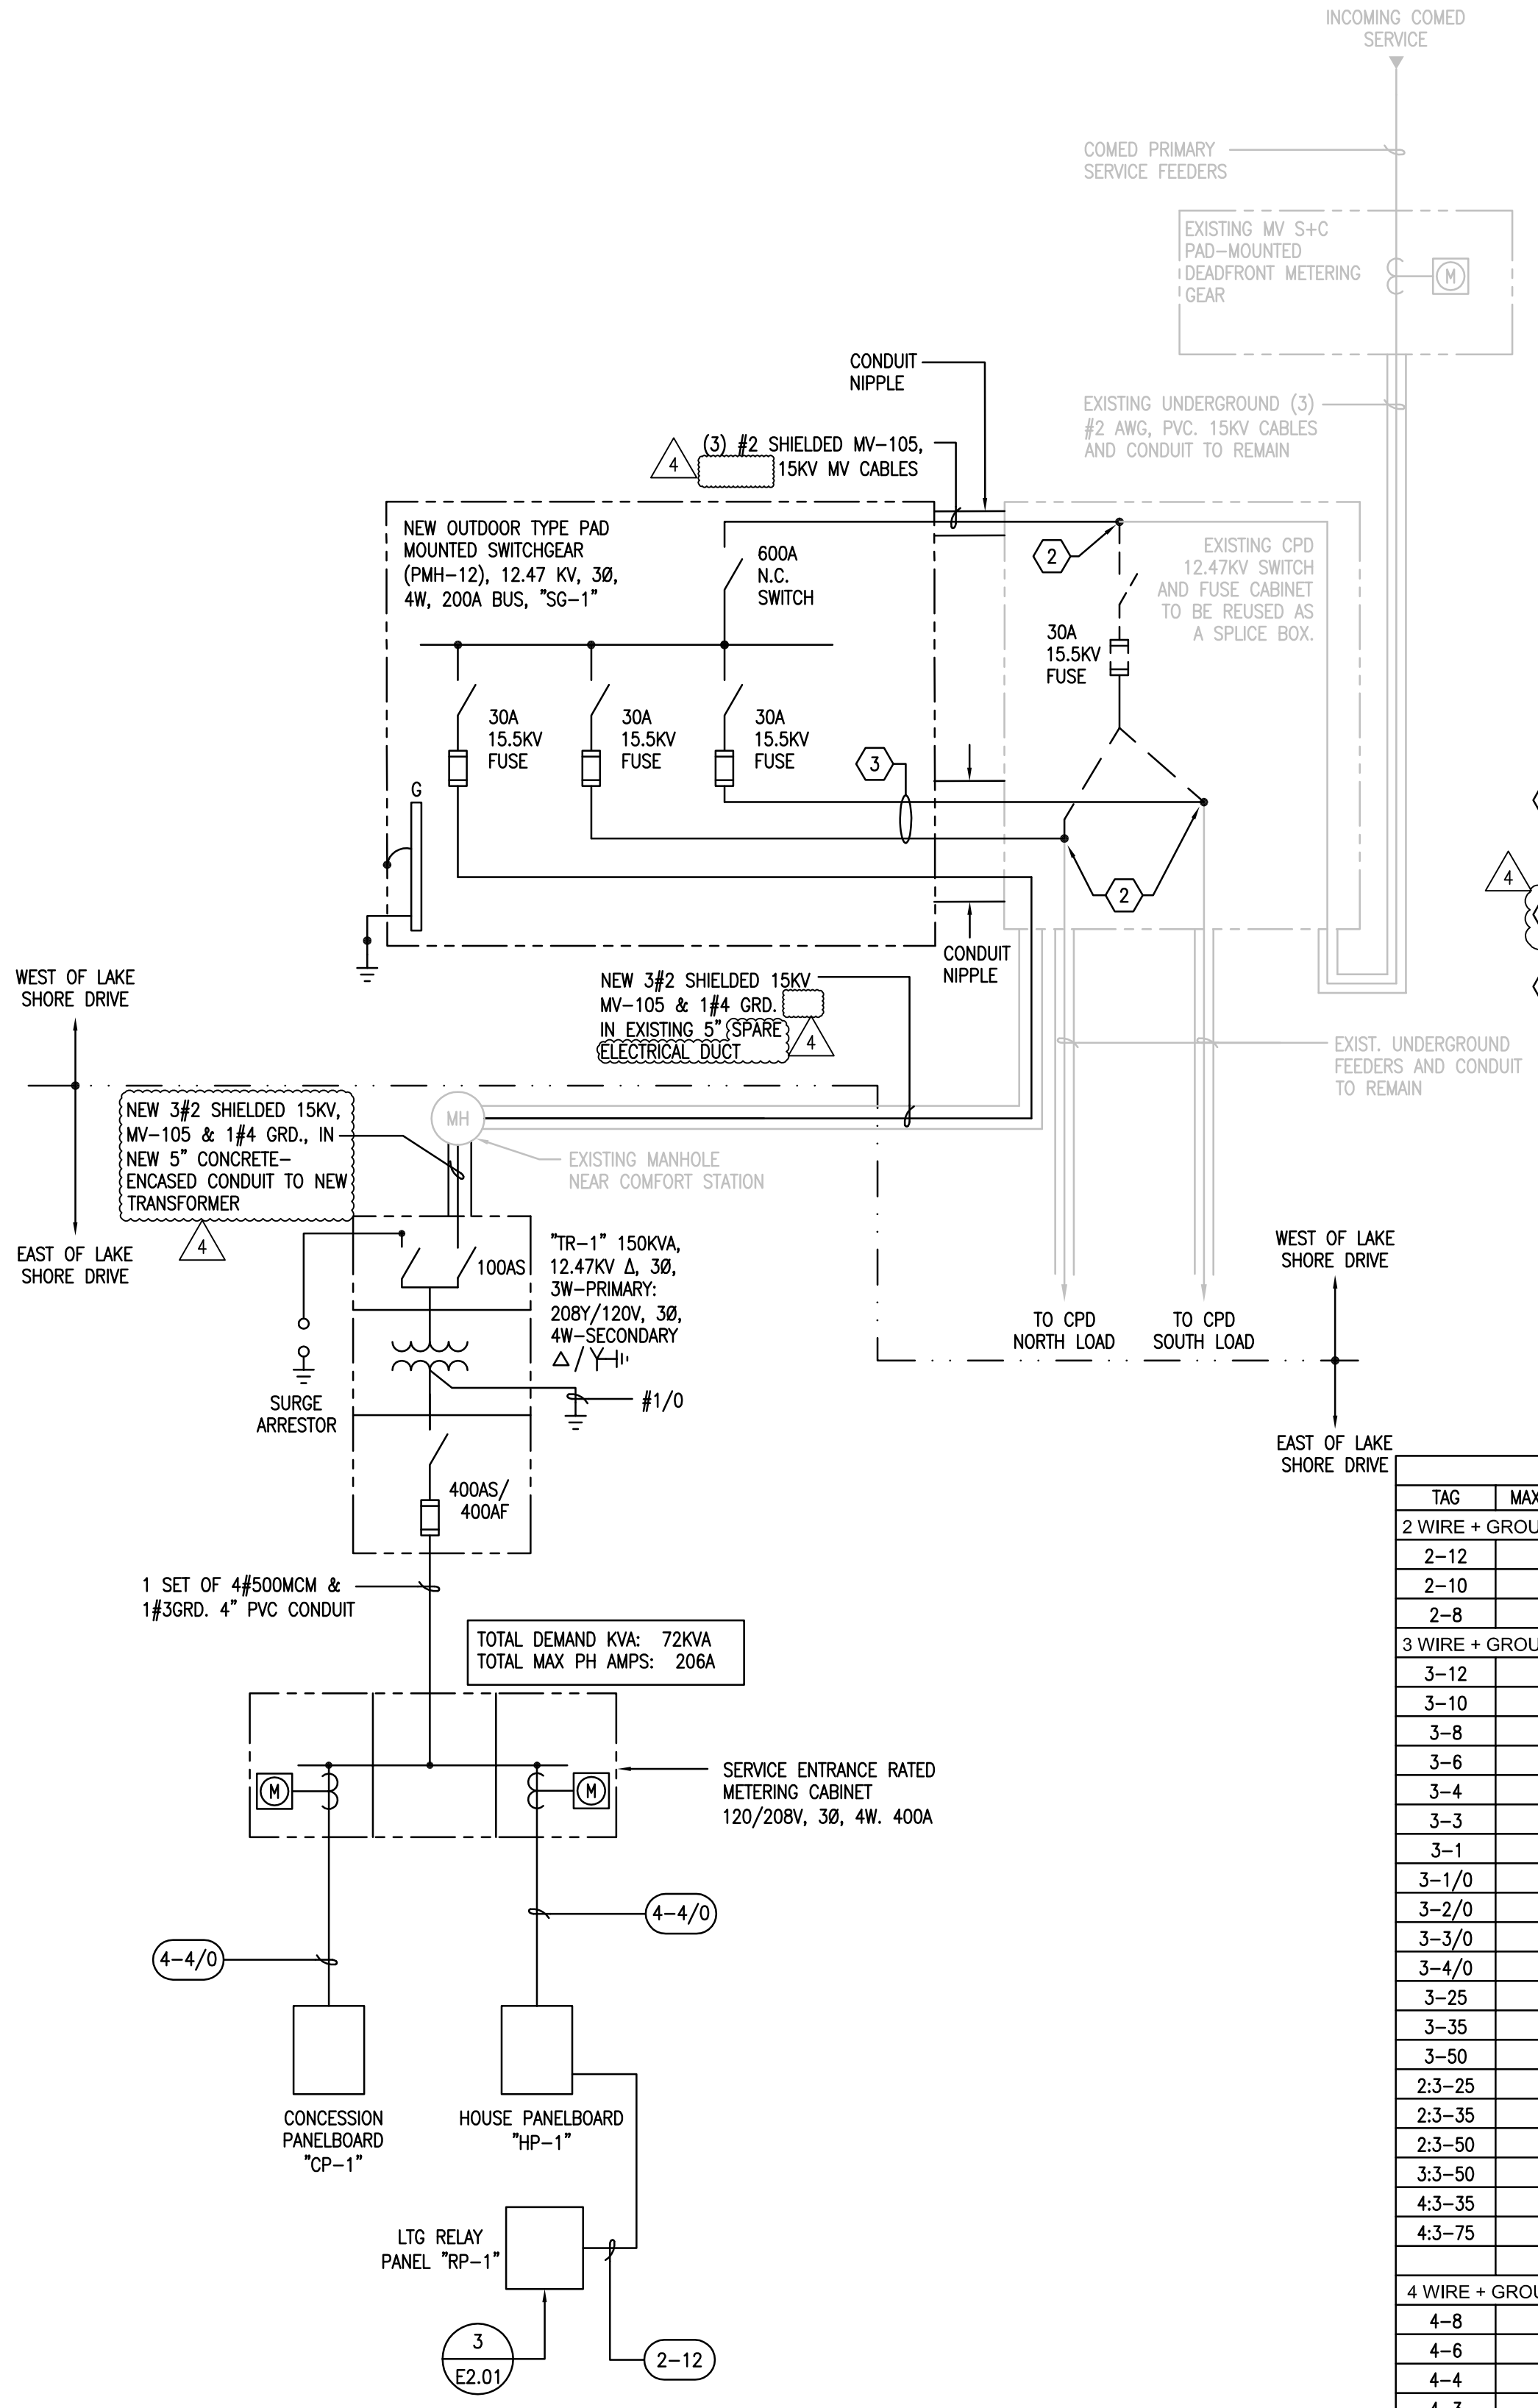 INCOMING COMED
SERVICE
COMED PRIMARY
SERVICE FEEDERS
EXISTING MV S+C
PAD-MOUNTED
DEADFRONT METERING
GEAR
M
CONDUIT
NIPPLE
EXISTING UNDERGROUND (3)
#2 AWG, PVC. 15KV CABLES
AND CONDUIT TO REMAIN
4
(3) #2 SHIELDED MV-105,
15KV MV CABLES
NEW OUTDOOR TYPE PAD
MOUNTED SWITCHGEAR
(PMH-12), 12.47 KV, 3Ø,
4W, 200A BUS, "SG-1"
600A
N.C.
SWITCH
2
EXISTING CPD
12.47KV SWITCH
AND FUSE CABINET
TO BE REUSED AS
A SPLICE BOX.
30A
15.5KV
FUSE
30A
15.5KV
FUSE
30A
15.5KV
FUSE
30A
15.5KV
FUSE
3
G
2
4
CONDUIT
NIPPLE
WEST OF LAKE
SHORE DRIVE
NEW 3#2 SHIELDED 15KV
MV-105 & 1#4 GRD.
IN EXISTING 5" SPARE
ELECTRICAL DUCT
4
EXIST. UNDERGROUND
FEEDERS AND CONDUIT
TO REMAIN
NEW 3#2 SHIELDED 15KV,
MV-105 & 1#4 GRD., IN
NEW 5" CONCRETE-
ENCASED CONDUIT TO NEW
TRANSFORMER
4
MH
EXISTING MANHOLE
NEAR COMFORT STATION
EAST OF LAKE
SHORE DRIVE
100AS
"TR-1" 150KVA,
12.47KV Δ, 3Ø,
3W-PRIMARY:
208Y/120V, 3Ø,
4W-SECONDARY
Δ/Y
WEST OF LAKE
SHORE DRIVE
TO CPD
NORTH LOAD
TO CPD
SOUTH LOAD
SURGE
ARRESTOR
#1/0
EAST OF LAKE
SHORE DRIVE
400AS/
400AF
1 SET OF 4#500MCM &
1#3GRD. 4" PVC CONDUIT
TOTAL DEMAND KVA: 72KVA
TOTAL MAX PH AMPS: 206A
M
M
SERVICE ENTRANCE RATED
METERING CABINET
120/208V, 3Ø, 4W. 400A
4-4/0
4-4/0
CONCESSION
PANELBOARD
"CP-1"
HOUSE PANELBOARD
"HP-1"
LTG RELAY
PANEL "RP-1"
3
E2.01
2-12
TAG MAX
2 WIRE + GROU
2-12
2-10
2-8
3 WIRE + GROU
3-12
3-10
3-8
3-6
3-4
3-3
3-1
3-1/0
3-2/0
3-3/0
3-4/0
3-25
3-35
3-50
2:3-25
2:3-35
2:3-50
3:3-50
4:3-35
4:3-75
4 WIRE + GROU
4-8
4-6
4-4